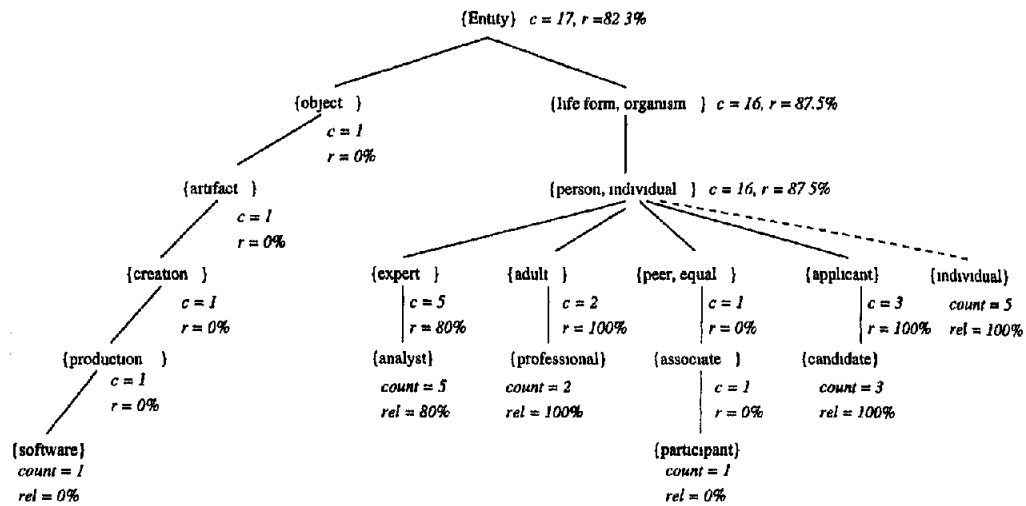 {Entity} c = 17, r =82 3%
{object } {life form, organism } c = 16, r = 87.5%
c = 1
r = 0%
{artifact } {person, individual } c = 16, r = 87 5%
c = 1
r = 0%
{creation } {expert } {adult } {peer, equal } {applicant} {individual}
c = 1 c = 5 c = 2 c = 1 c = 3 count = 5
r = 0% r = 80% r = 100% r = 0% r = 100% rel = 100%
{production } {analyst} {professional} {associate } {candidate}
c = 1 count = 5 count = 2 c = 1 count = 3
r = 0% rel = 80% rel = 100% r = 0% rel = 100%
{software} {participant}
count = 1 count = 1
rel = 0% rel = 0%